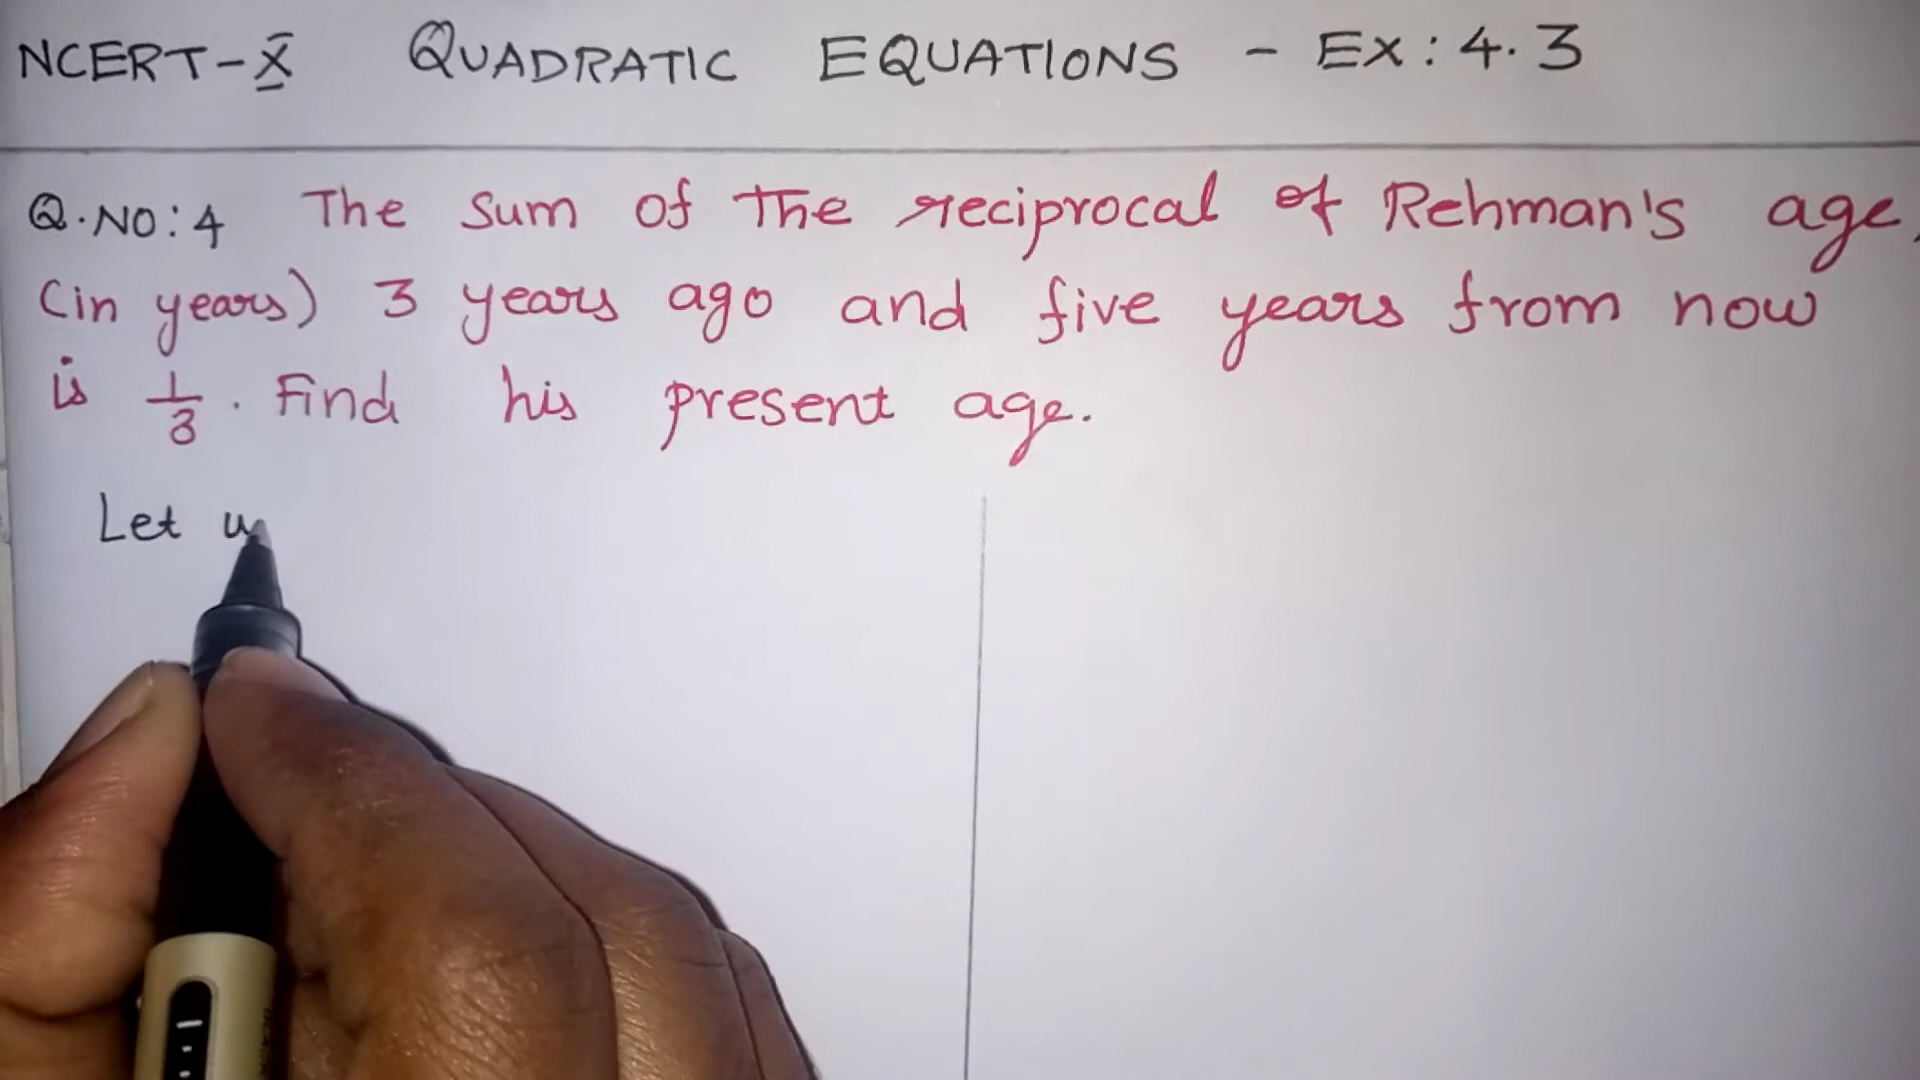 NCERT-X QUADRATIC EQUATIONS - EX: 4.3
Q.NO:4 The sum of the reciprocal of Rehman's age,
(in years) 3 years ago and five years from now
is 1/3. Find his present age.
Let u